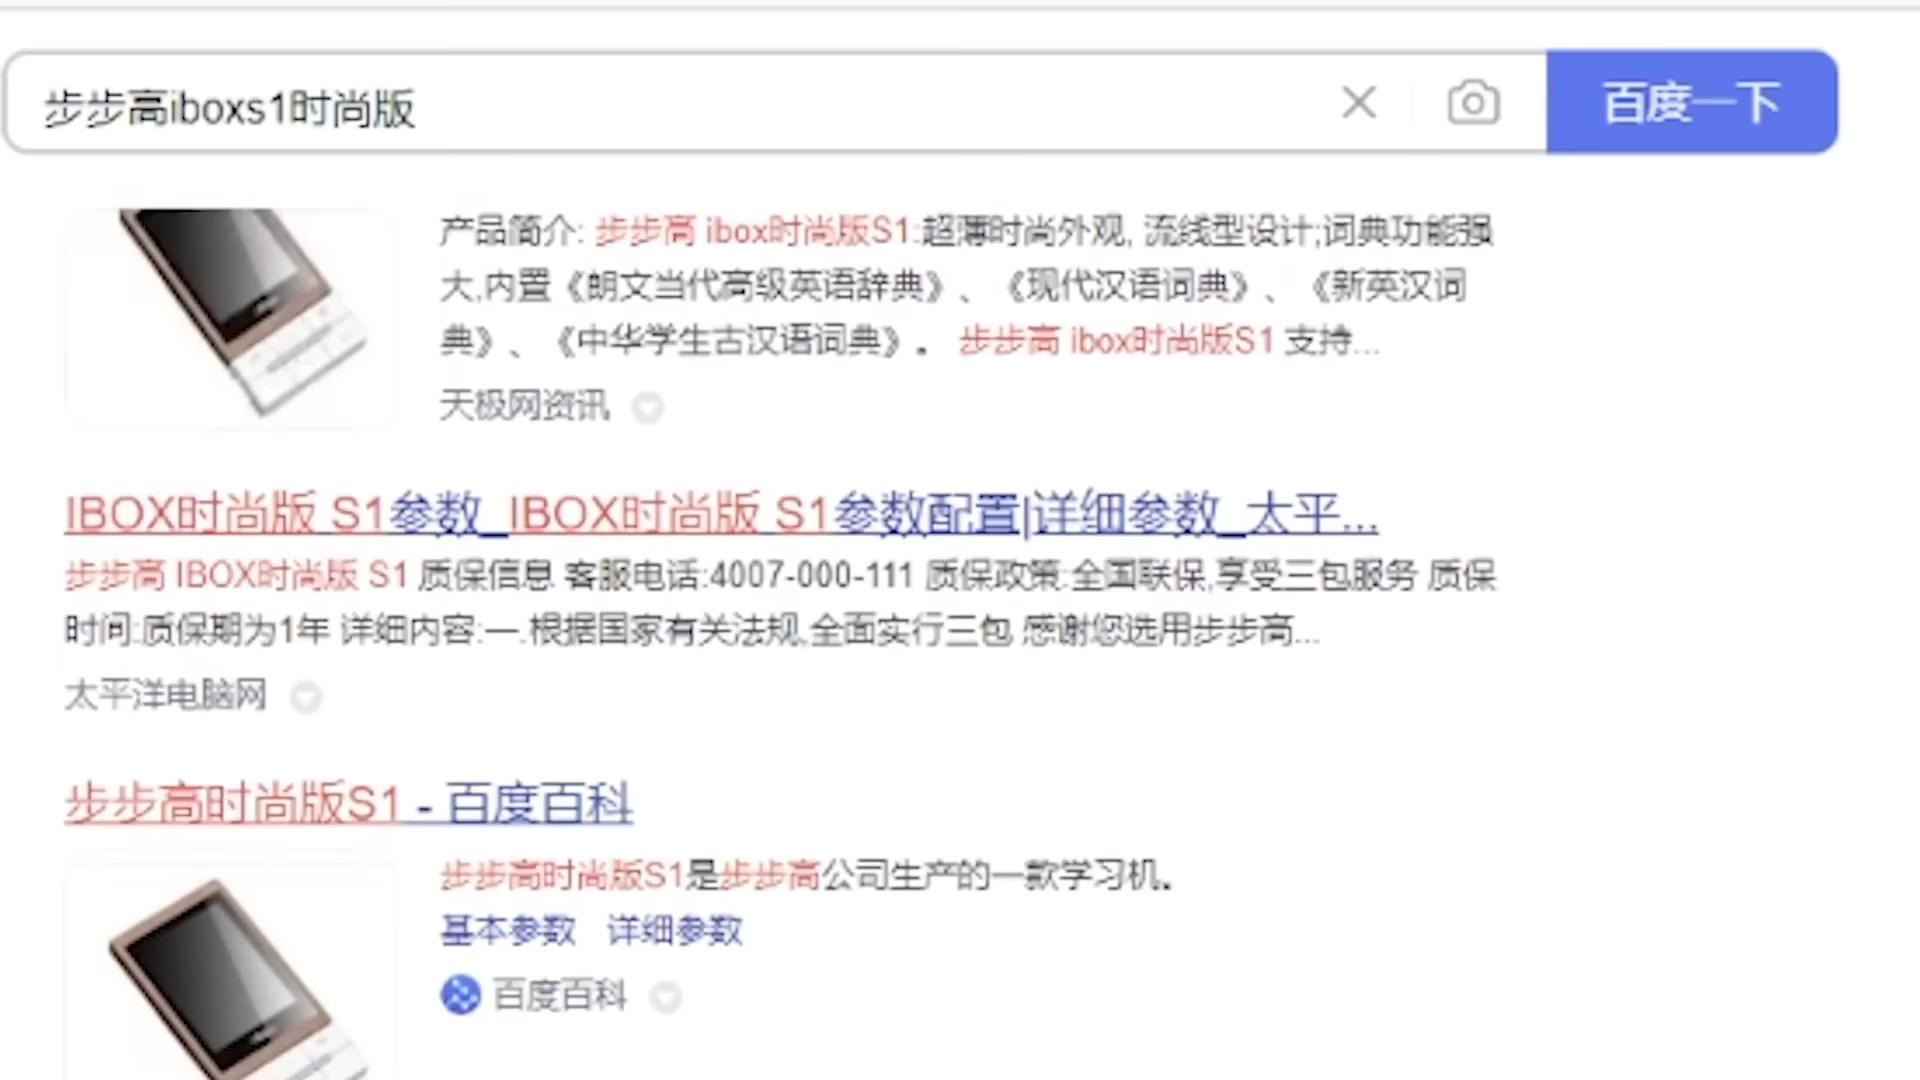 步步高iboxs1时尚版
百度一下
产品简介: 步步高 ibox时尚版S1:超薄时尚外观, 流线型设计;词典功能强
大,内置《朗文当代高级英语辞典》、《现代汉语词典》、《新英汉词
典》、《中华学生古汉语词典》。 步步高 ibox时尚版S1 支持...
天极网资讯
IBOX时尚版 S1参数_IBOX时尚版 S1参数配置|详细参数_太平...
步步高 IBOX时尚版 S1 质保信息 客服电话:4007-000-111 质保政策:全国联保,享受三包服务 质保
时间:质保期为1年 详细内容:一.根据国家有关法规,全面实行三包 感谢您选用步步高...
太平洋电脑网
步步高时尚版S1 - 百度百科
步步高时尚版S1是步步高公司生产的一款学习机。
基本参数 详细参数
百度百科